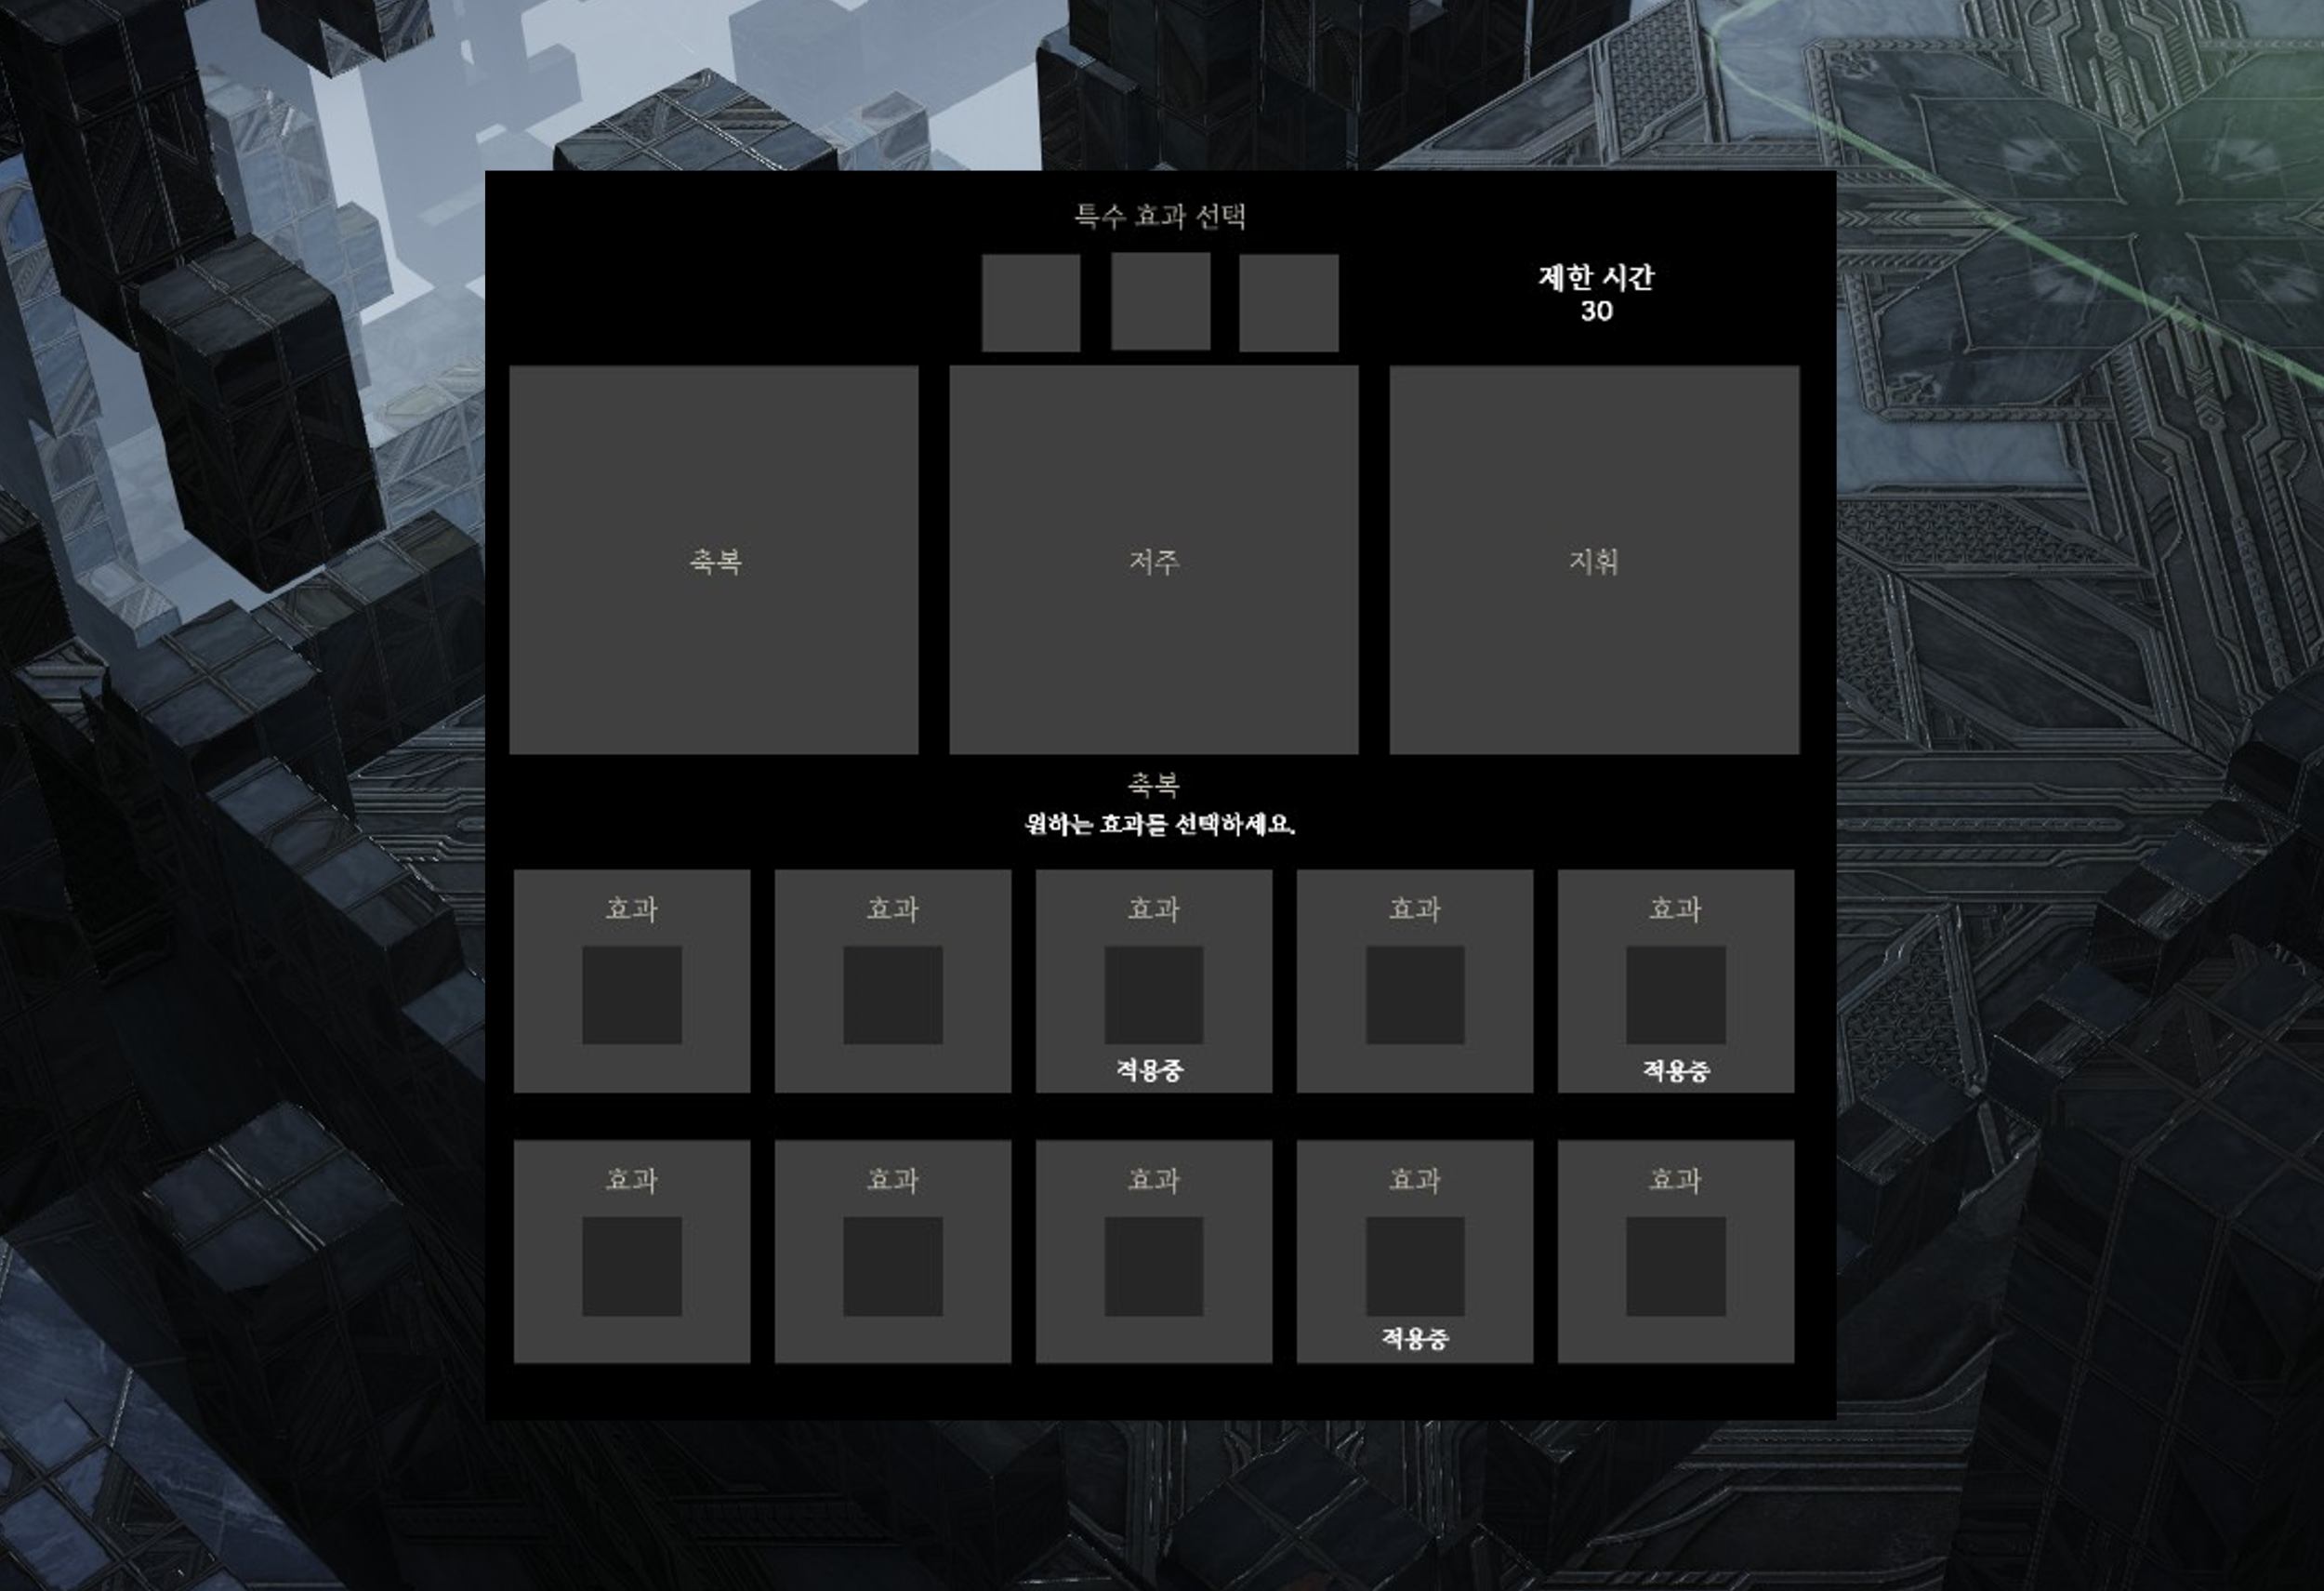 특수 효과 선택
제한 시간
30
축복 저주 지휘
축복
원하는 효과를 선택하세요.
효과 효과 효과 효과 효과
적용중 적용중
효과 효과 효과 효과 효과
적용중